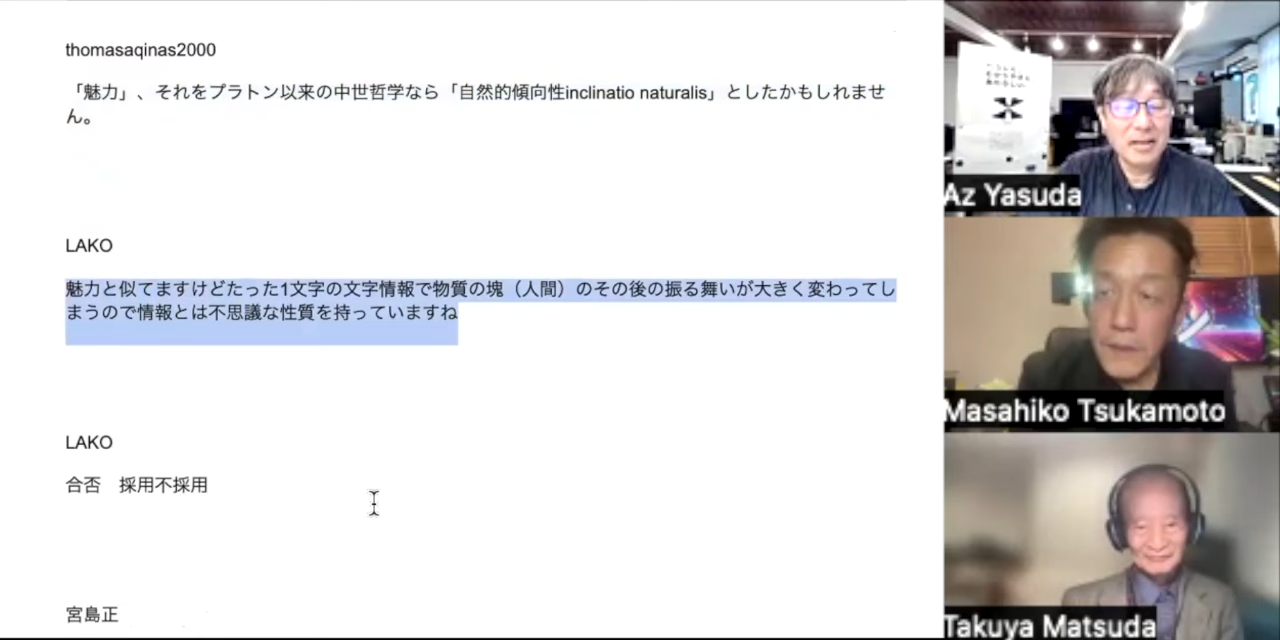 thomasaqinas2000
「魅力」、それをプラトン以来の中世哲学なら「自然的傾向性inclinatio naturalis」としたかもしれませ
ん。
LAKO
魅力と似てますけどたった1文字の文字情報で物質の塊（人間）のその後の振る舞いが大きく変わってし
まうので情報とは不思議な性質を持っていますね
LAKO
合否　採用不採用
宮島正
Az Yasuda
Masahiko Tsukamoto
Takuya Matsuda